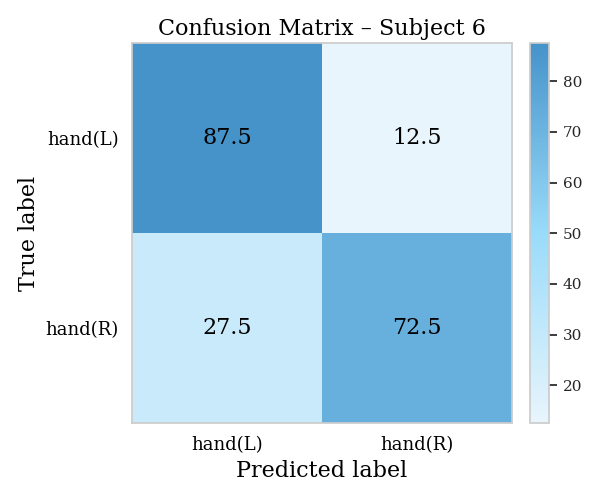 Confusion Matrix – Subject 6
hand(L)
87.5
12.5
hand(R)
27.5
72.5
hand(L)
hand(R)
Predicted label
True label
80
70
60
50
40
30
20